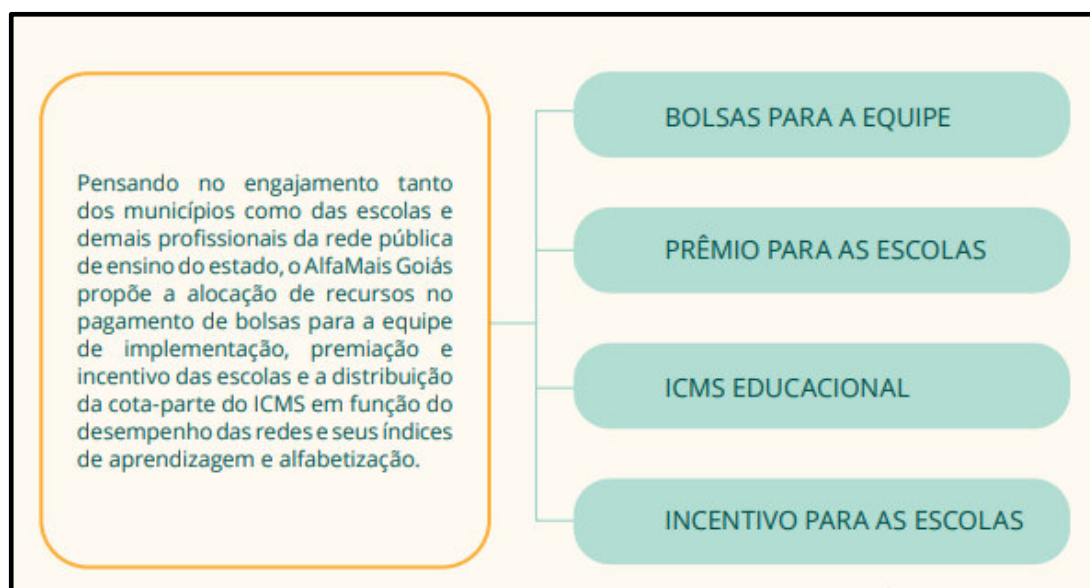 Pensando no engajamento tanto
dos municípios como das escolas e
demais profissionais da rede pública
de ensino do estado, o AlfaMais Goiás
propõe a alocação de recursos no
pagamento de bolsas para a equipe
de implementação, premiação e
incentivo das escolas e a distribuição
da cota-parte do ICMS em função do
desempenho das redes e seus índices
de aprendizagem e alfabetização.
BOLSAS PARA A EQUIPE
PRÊMIO PARA AS ESCOLAS
ICMS EDUCACIONAL
INCENTIVO PARA AS ESCOLAS